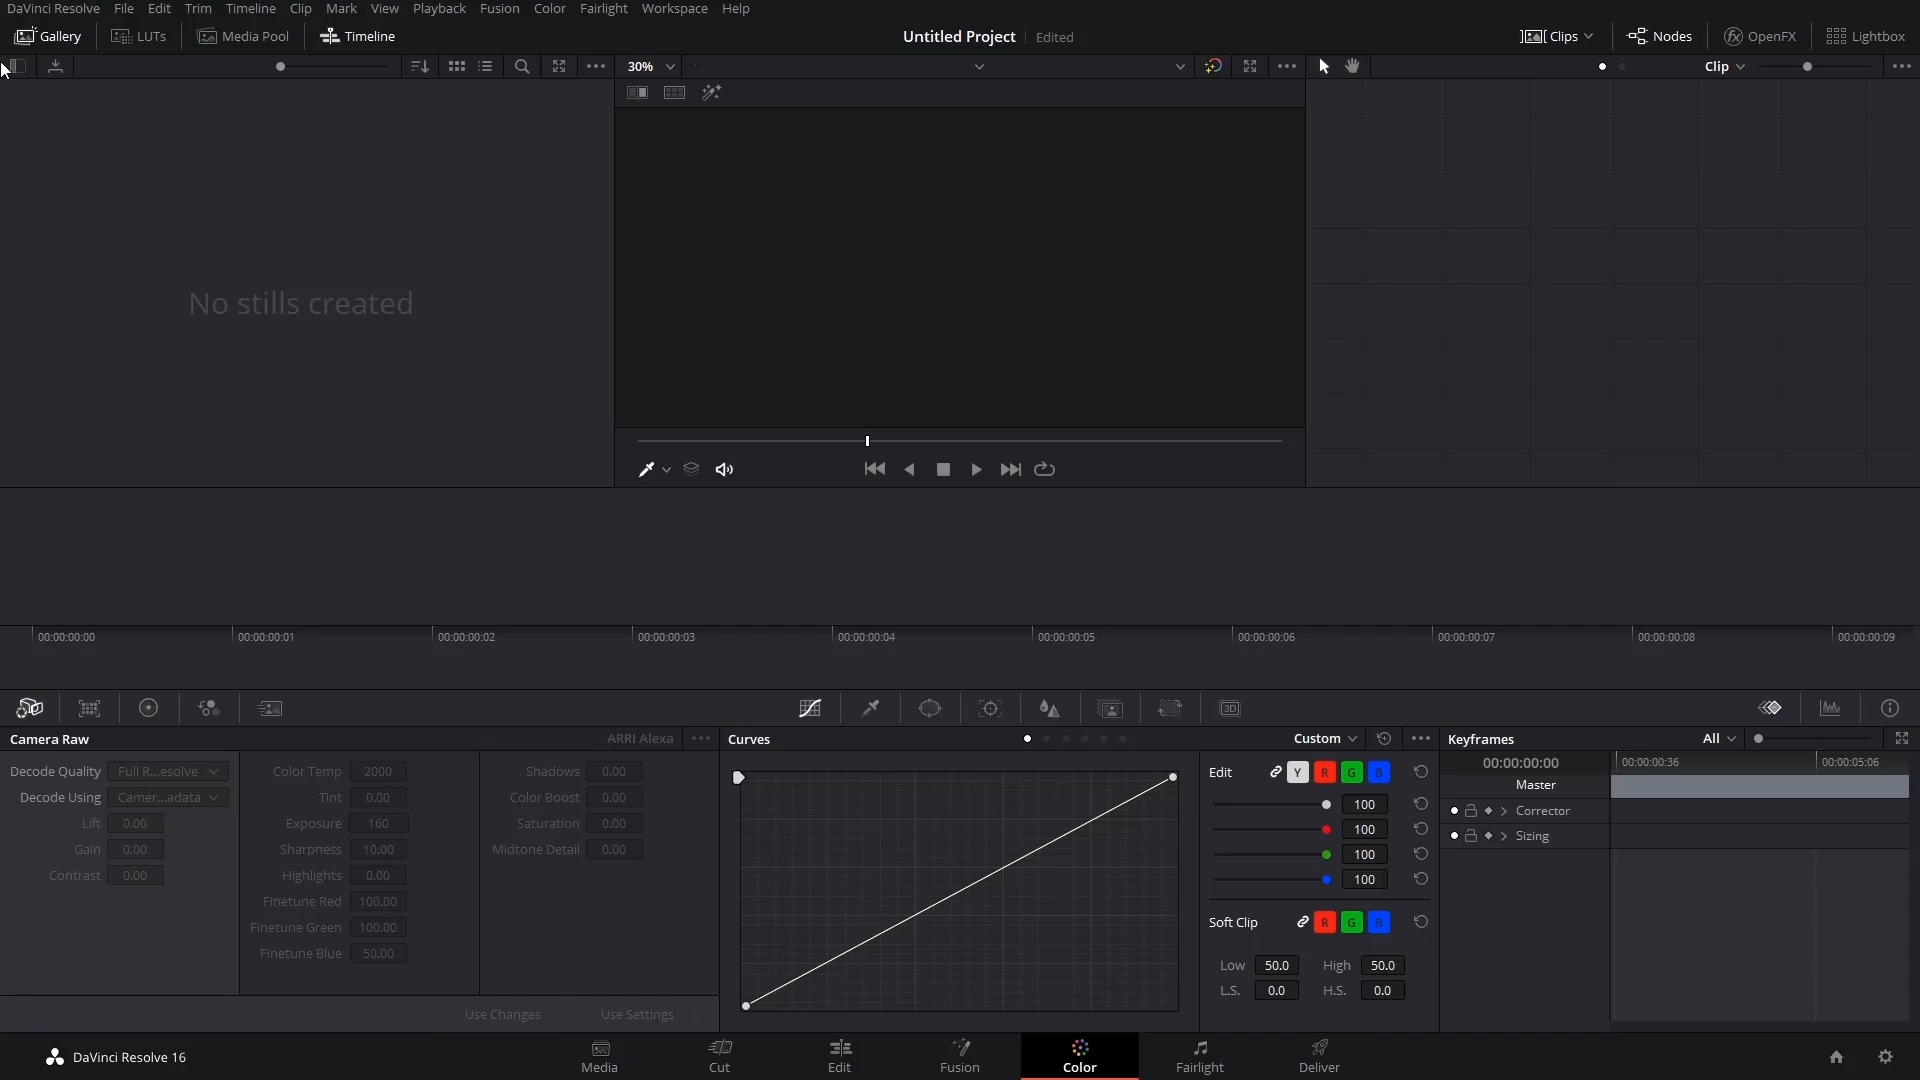 DaVinci Resolve File Edit Trim Timeline Clip Mark View Playback Fusion Color Fairlight Workspace Help
Gallery LUTs Media Pool Timeline Untitled Project Edited Clips Nodes OpenFX Lightbox
30% Clip
No stills created
00:00:00:00 00:00:00:01 00:00:00:02 00:00:00:03 00:00:00:04 00:00:00:05 00:00:00:06 00:00:00:07 00:00:00:08 00:00:00:09
3D
Camera Raw ARRI Alexa
Decode Quality Full R...esolve
Decode Using Camer...adata
Lift 0.00
Gain 0.00
Contrast 0.00
Color Temp 2000
Tint 0.00
Exposure 160
Sharpness 10.00
Highlights 0.00
Finetune Red 100.00
Finetune Green 100.00
Finetune Blue 50.00
Shadows 0.00
Color Boost 0.00
Saturation 0.00
Midtone Detail 0.00
Use Changes Use Settings
Curves Custom
Edit Y R G B
100
100
100
100
Soft Clip R G B
Low 50.0 High 50.0
L.S. 0.0 H.S. 0.0
Keyframes All
00:00:00:00 00:00:00:36 00:00:05:06
Master
Corrector
Sizing
DaVinci Resolve 16
Media Cut Edit Fusion Color Fairlight Deliver